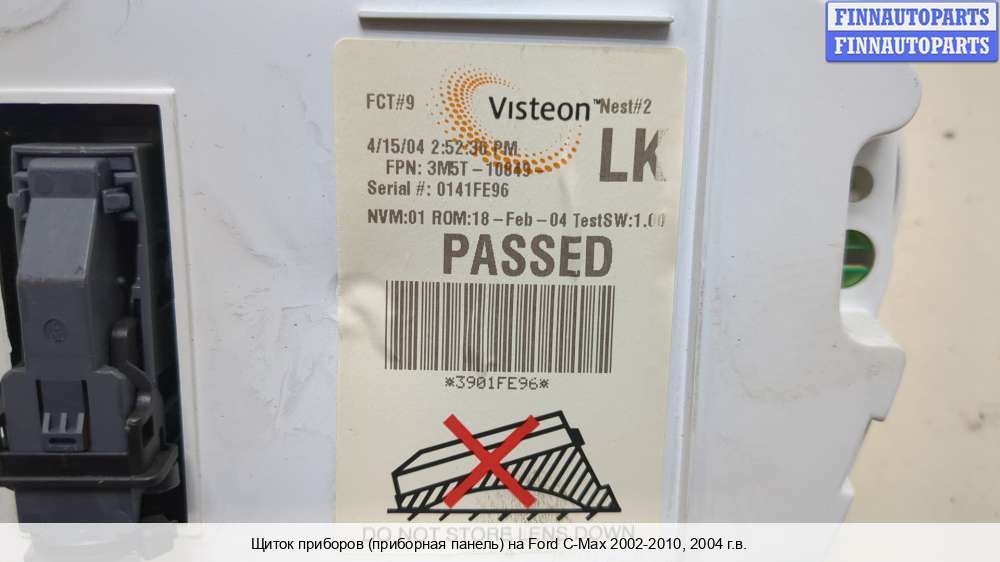 FINNAUTOPARTS
FINNAUTOPARTS
FCT#9 Visteon™ Nest#2
LK
4/15/04 2:52:36 PM
FPN: 3M5T-10849-
Serial #: 0141FE96
NVM:01 ROM:18-Feb-04 TestSW:1.00
PASSED
*3901FE96*
DO NOT STORE LENS DOWN
Щиток приборов (приборная панель) на Ford C-Max 2002-2010, 2004 г.в.